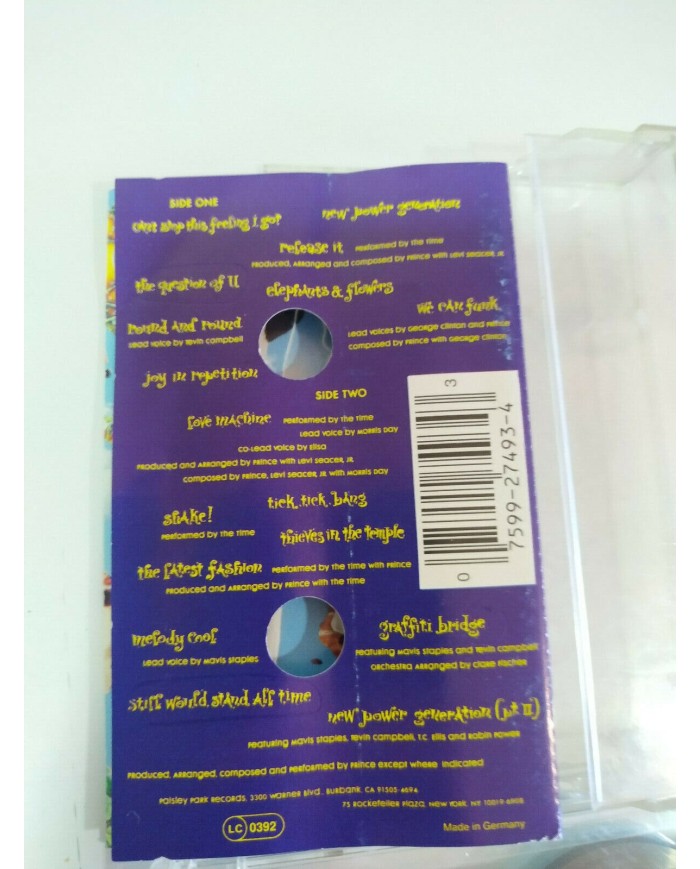 SIDE ONE
can't stop this feeling I got
new power generation
release it performed by the time
produced, arranged and composed by prince with levi seacer, jr.
the question of U
elephants & flowers
round and round
lead voice by tevin campbell
we can funk
lead voices by george clinton and prince
composed by prince with george clinton
joy in repetition
SIDE TWO
love machine performed by the time
lead voice by morris day
co-lead voice by elisa
produced and arranged by prince with levi seacer, jr.
composed by prince, levi seacer, jr. with morris day
tick, tick, bang
shake!
performed by the time
thieves in the temple
the latest fashion performed by the time with prince
produced and arranged by prince with the time
melody cool
lead voice by mavis staples
graffiti bridge
featuring mavis staples and tevin campbell
orchestra arranged by clare fischer
still would stand all time
new power generation (pt. II)
featuring mavis staples, tevin campbell, t.c. ellis and robin power
produced, arranged, composed and performed by prince except where indicated
paisley park records, 3300 warner blvd., burbank, ca 91505-4694
75 rockefeller plaza, new york, ny 10019-6908
LC 0392
Made in Germany
0 7599-27493-4 3